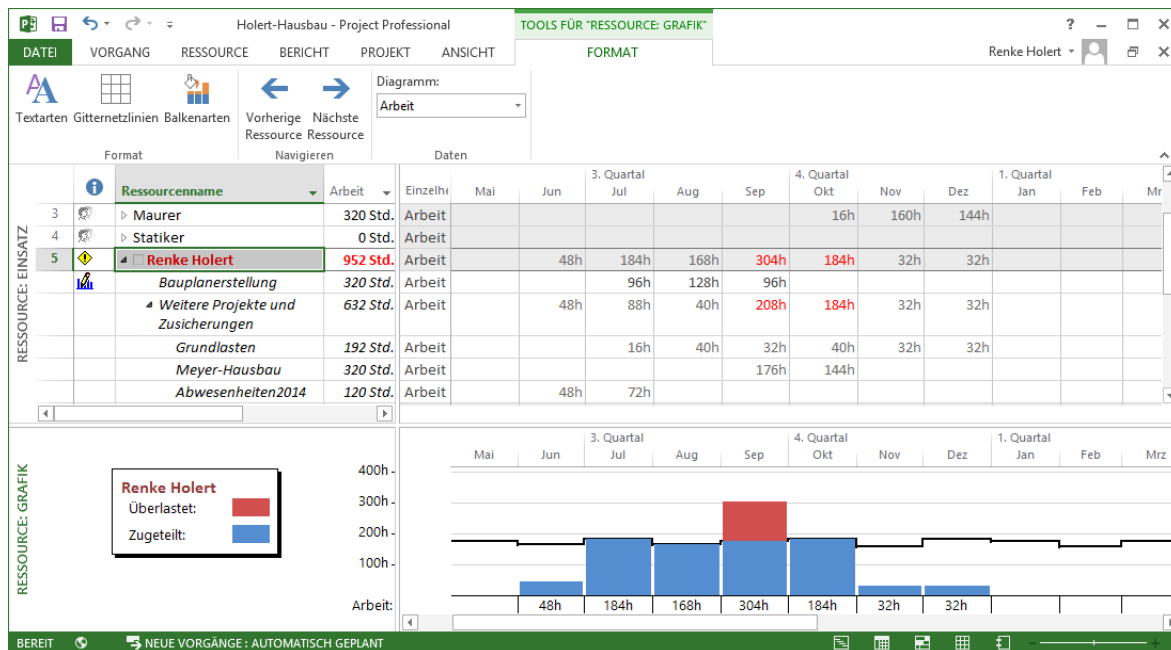 Holert-Hausbau - Project Professional
TOOLS FÜR "RESSOURCE: GRAFIK"
DATEI VORGANG RESSOURCE BERICHT PROJEKT ANSICHT FORMAT Renke Holert
Diagramm:
Arbeit
Textarten Gitternetzlinien Balkenarten Vorherige Ressource Nächste Ressource
Format Navigieren Daten
3. Quartal 4. Quartal 1. Quartal
Ressourcenname Arbeit Einzelhe Mai Jun Jul Aug Sep Okt Nov Dez Jan Feb Mr
3 Maurer 320 Std. Arbeit 16h 160h 144h
4 Statiker 0 Std. Arbeit
5 Renke Holert 952 Std. Arbeit 48h 184h 168h 304h 184h 32h 32h
Bauplanerstellung 320 Std. Arbeit 96h 128h 96h
Weitere Projekte und 632 Std. Arbeit 48h 88h 40h 208h 184h 32h 32h
Zusicherungen
Grundlasten 192 Std. Arbeit 16h 40h 32h 40h 32h 32h
Meyer-Hausbau 320 Std. Arbeit 176h 144h
Abwesenheiten2014 120 Std. Arbeit 48h 72h
RESSOURCE: EINSATZ
3. Quartal 4. Quartal 1. Quartal
Mai Jun Jul Aug Sep Okt Nov Dez Jan Feb Mrz
Renke Holert
Überlastet:
Zugeteilt:
400h
300h
200h
100h
Arbeit: 48h 184h 168h 304h 184h 32h 32h
RESSOURCE: GRAFIK
BEREIT NEUE VORGÄNGE : AUTOMATISCH GEPLANT